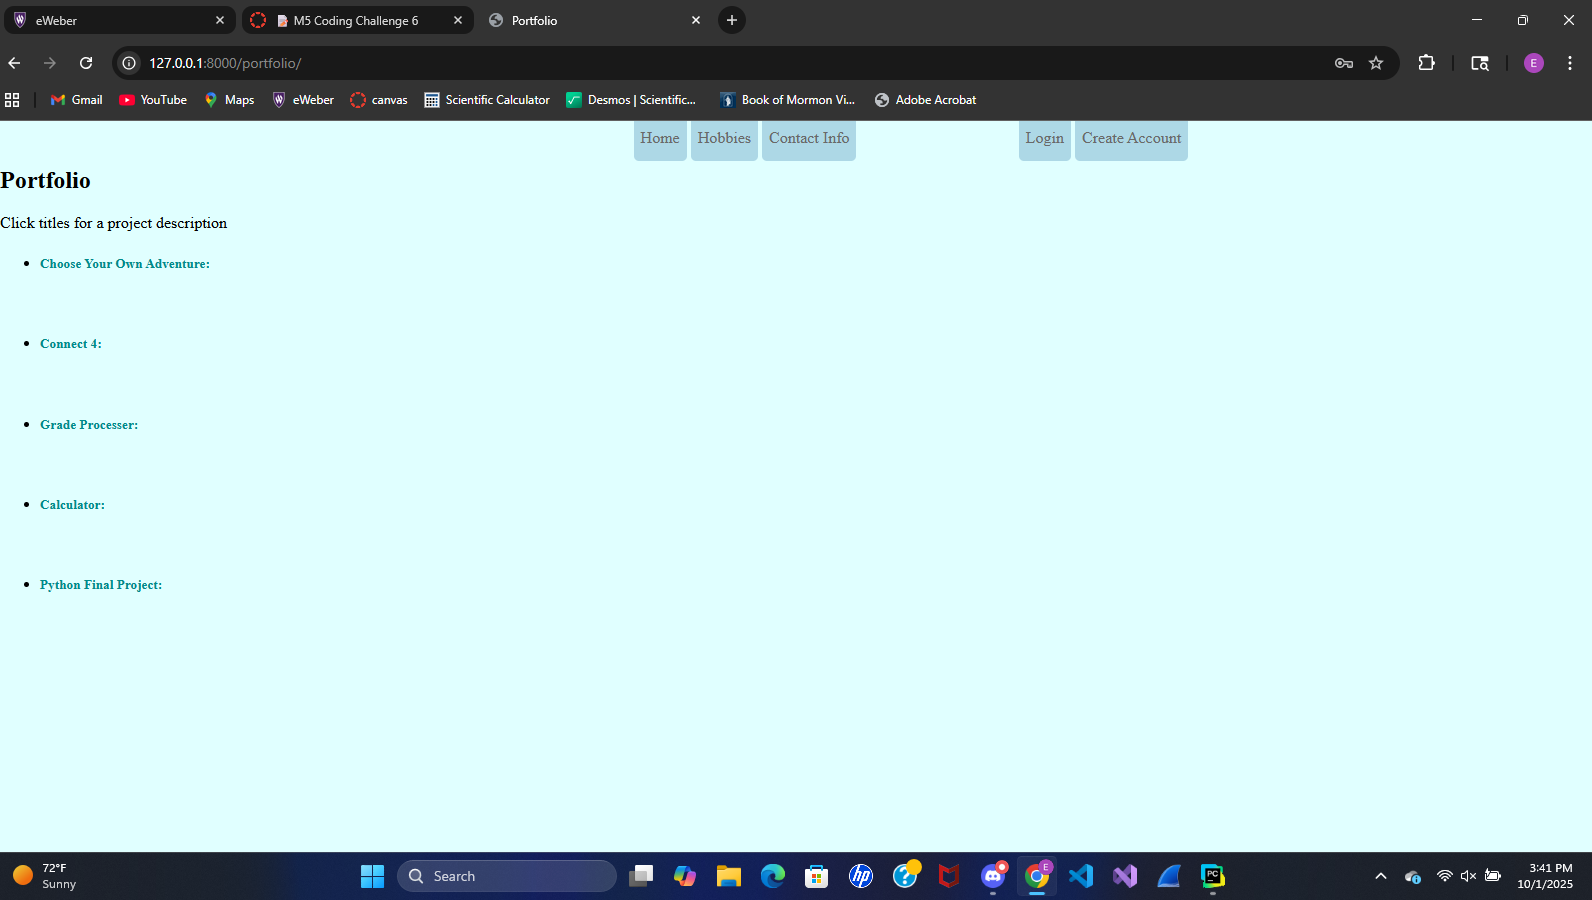 eWeber
M5 Coding Challenge 6
Portfolio
127.0.0.1:8000/portfolio/
E
Gmail
YouTube
Maps
eWeber
canvas
Scientific Calculator
Desmos | Scientific...
Book of Mormon Vi...
Adobe Acrobat
Home
Hobbies
Contact Info
Login
Create Account
Portfolio
Click titles for a project description
Choose Your Own Adventure:
Connect 4:
Grade Processer:
Calculator:
Python Final Project:
72°F
Sunny
Search
hp
E
PC
3:41 PM
10/1/2025